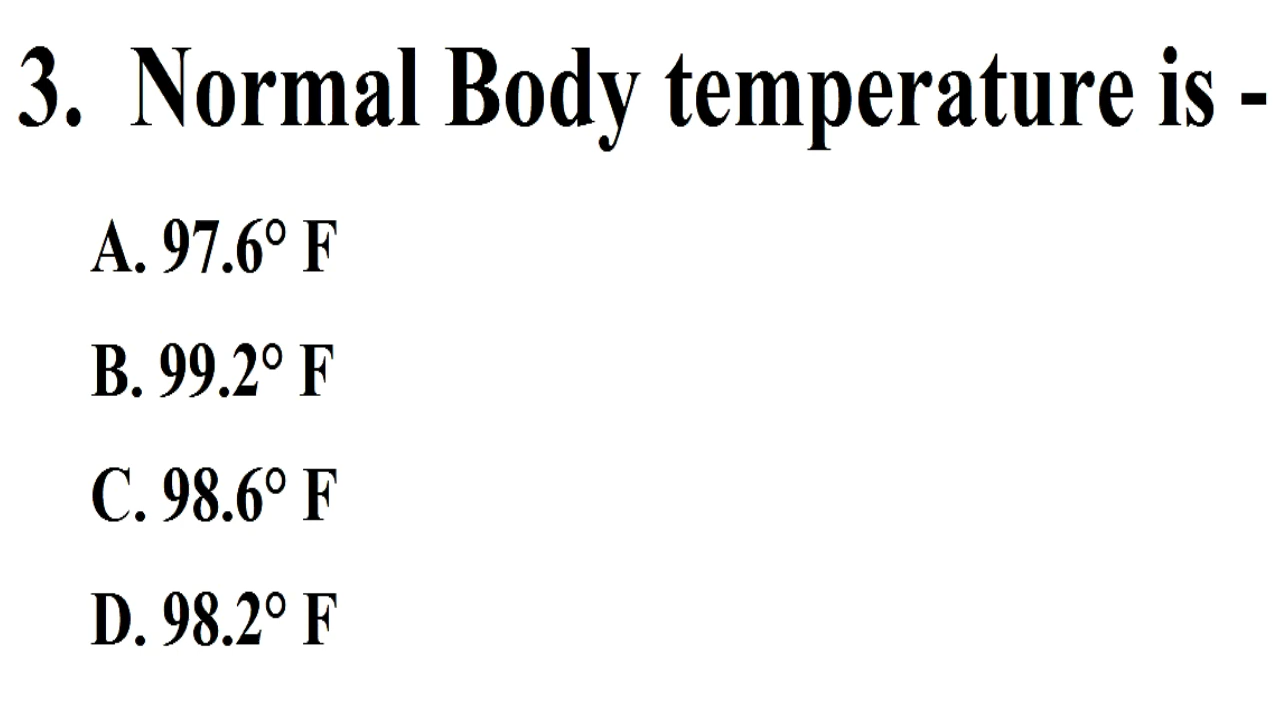 3. Normal Body temperature is -
A. 97.6° F
B. 99.2° F
C. 98.6° F
D. 98.2° F